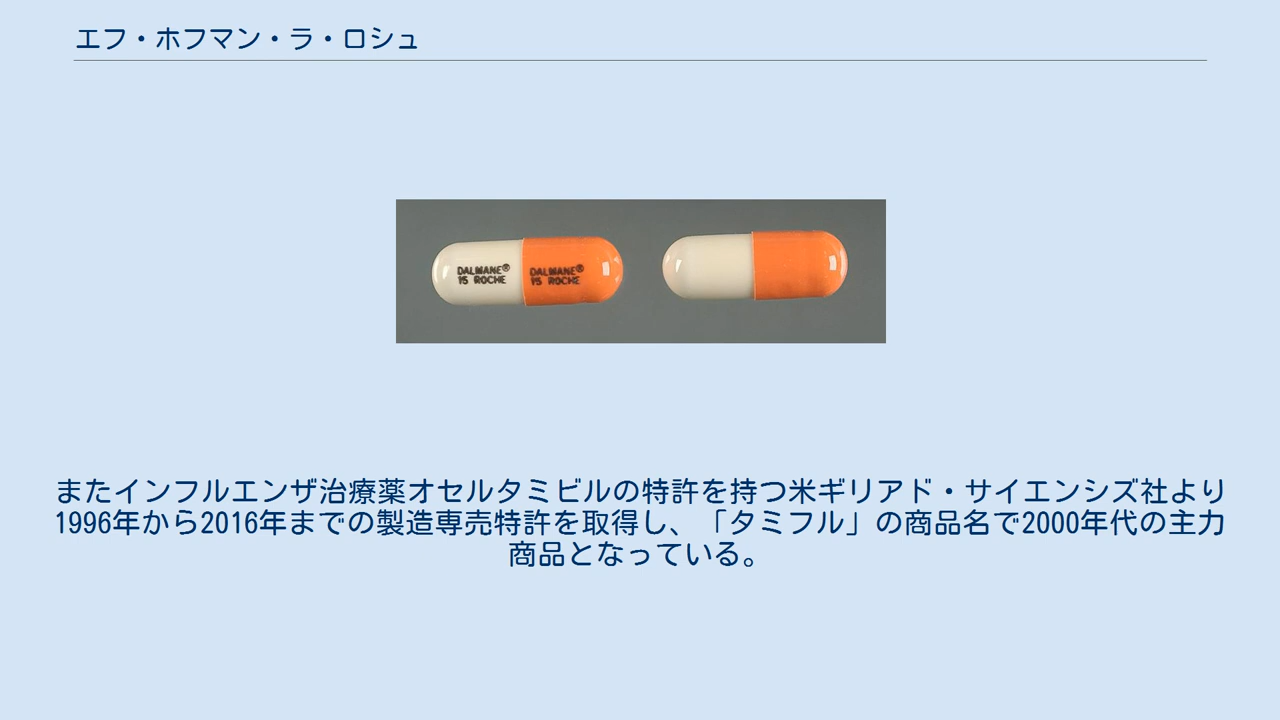 エフ・ホフマン・ラ・ロシュ
DALMANE® DALMANE®
15 ROCHE 15 ROCHE
またインフルエンザ治療薬オセルタミビルの特許を持つ米ギリアド・サイエンシズ社より
1996年から2016年までの製造専売特許を取得し、「タミフル」の商品名で2000年代の主力
商品となっている。